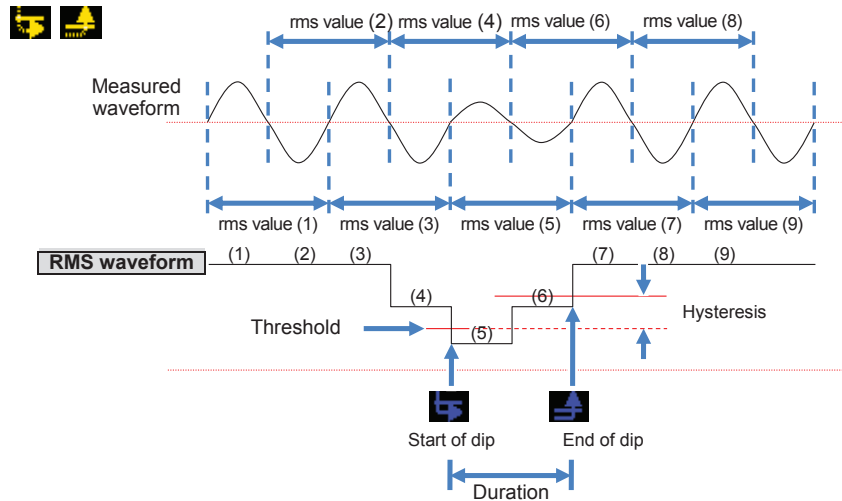 rms value (2) rms value (4) rms value (6) rms value (8)
Measured
waveform
rms value (1) rms value (3) rms value (5) rms value (7) rms value (9)
RMS waveform (1) (2) (3) (7) (8) (9)
(4) (6) Hysteresis
Threshold (5)
Start of dip End of dip
Duration